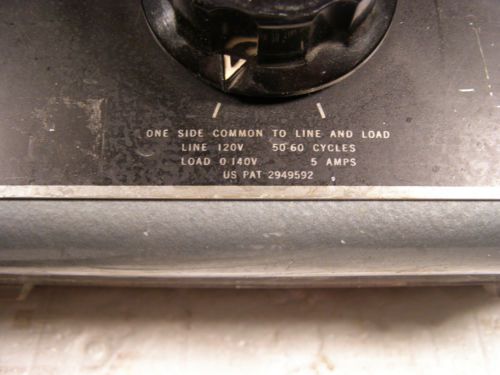 ONE SIDE COMMON TO LINE AND LOAD
LINE 120V 50-60 CYCLES
LOAD 0-140V 5 AMPS
US PAT 2949592